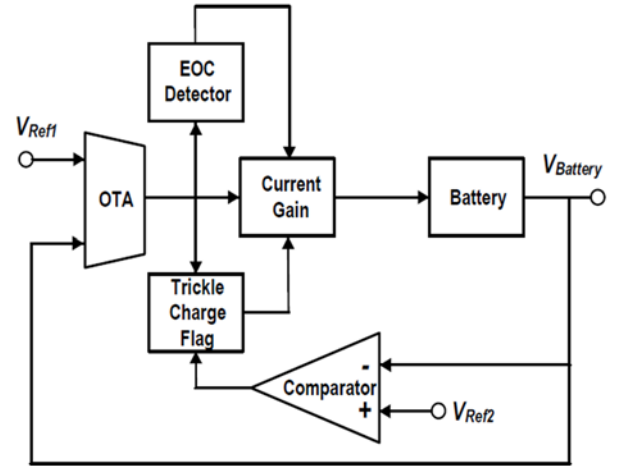 EOC
Detector
VRef1
OTA
Current
Gain
Battery
VBattery
Trickle
Charge
Flag
Comparator
-
+
VRef2